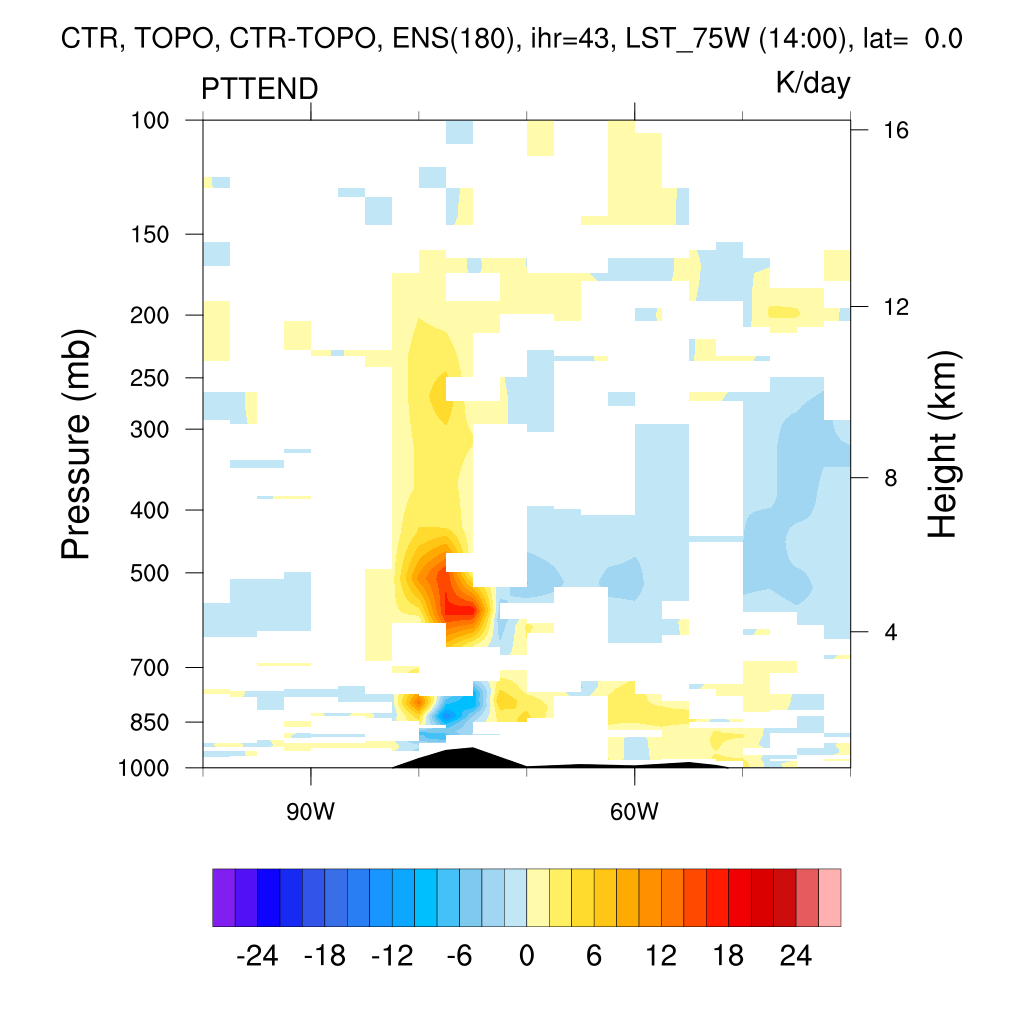 CTR, TOPO, CTR-TOPO, ENS(180), ihr=43, LST_75W (14:00), lat= 0.0
PTTEND K/day
100
150
200
250
300
400
500
700
850
1000
Pressure (mb)
16
12
8
4
Height (km)
90W 60W
-24 -18 -12 -6 0 6 12 18 24